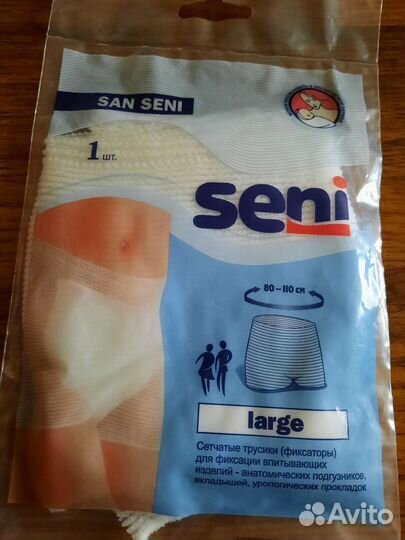 SAN SENI
1 шт.
seni
80–110 см
large
Сетчатые трусики (фиксаторы)
для фиксации впитывающих
изделий - анатомических подгузников,
вкладышей, урологических прокладок
Avito